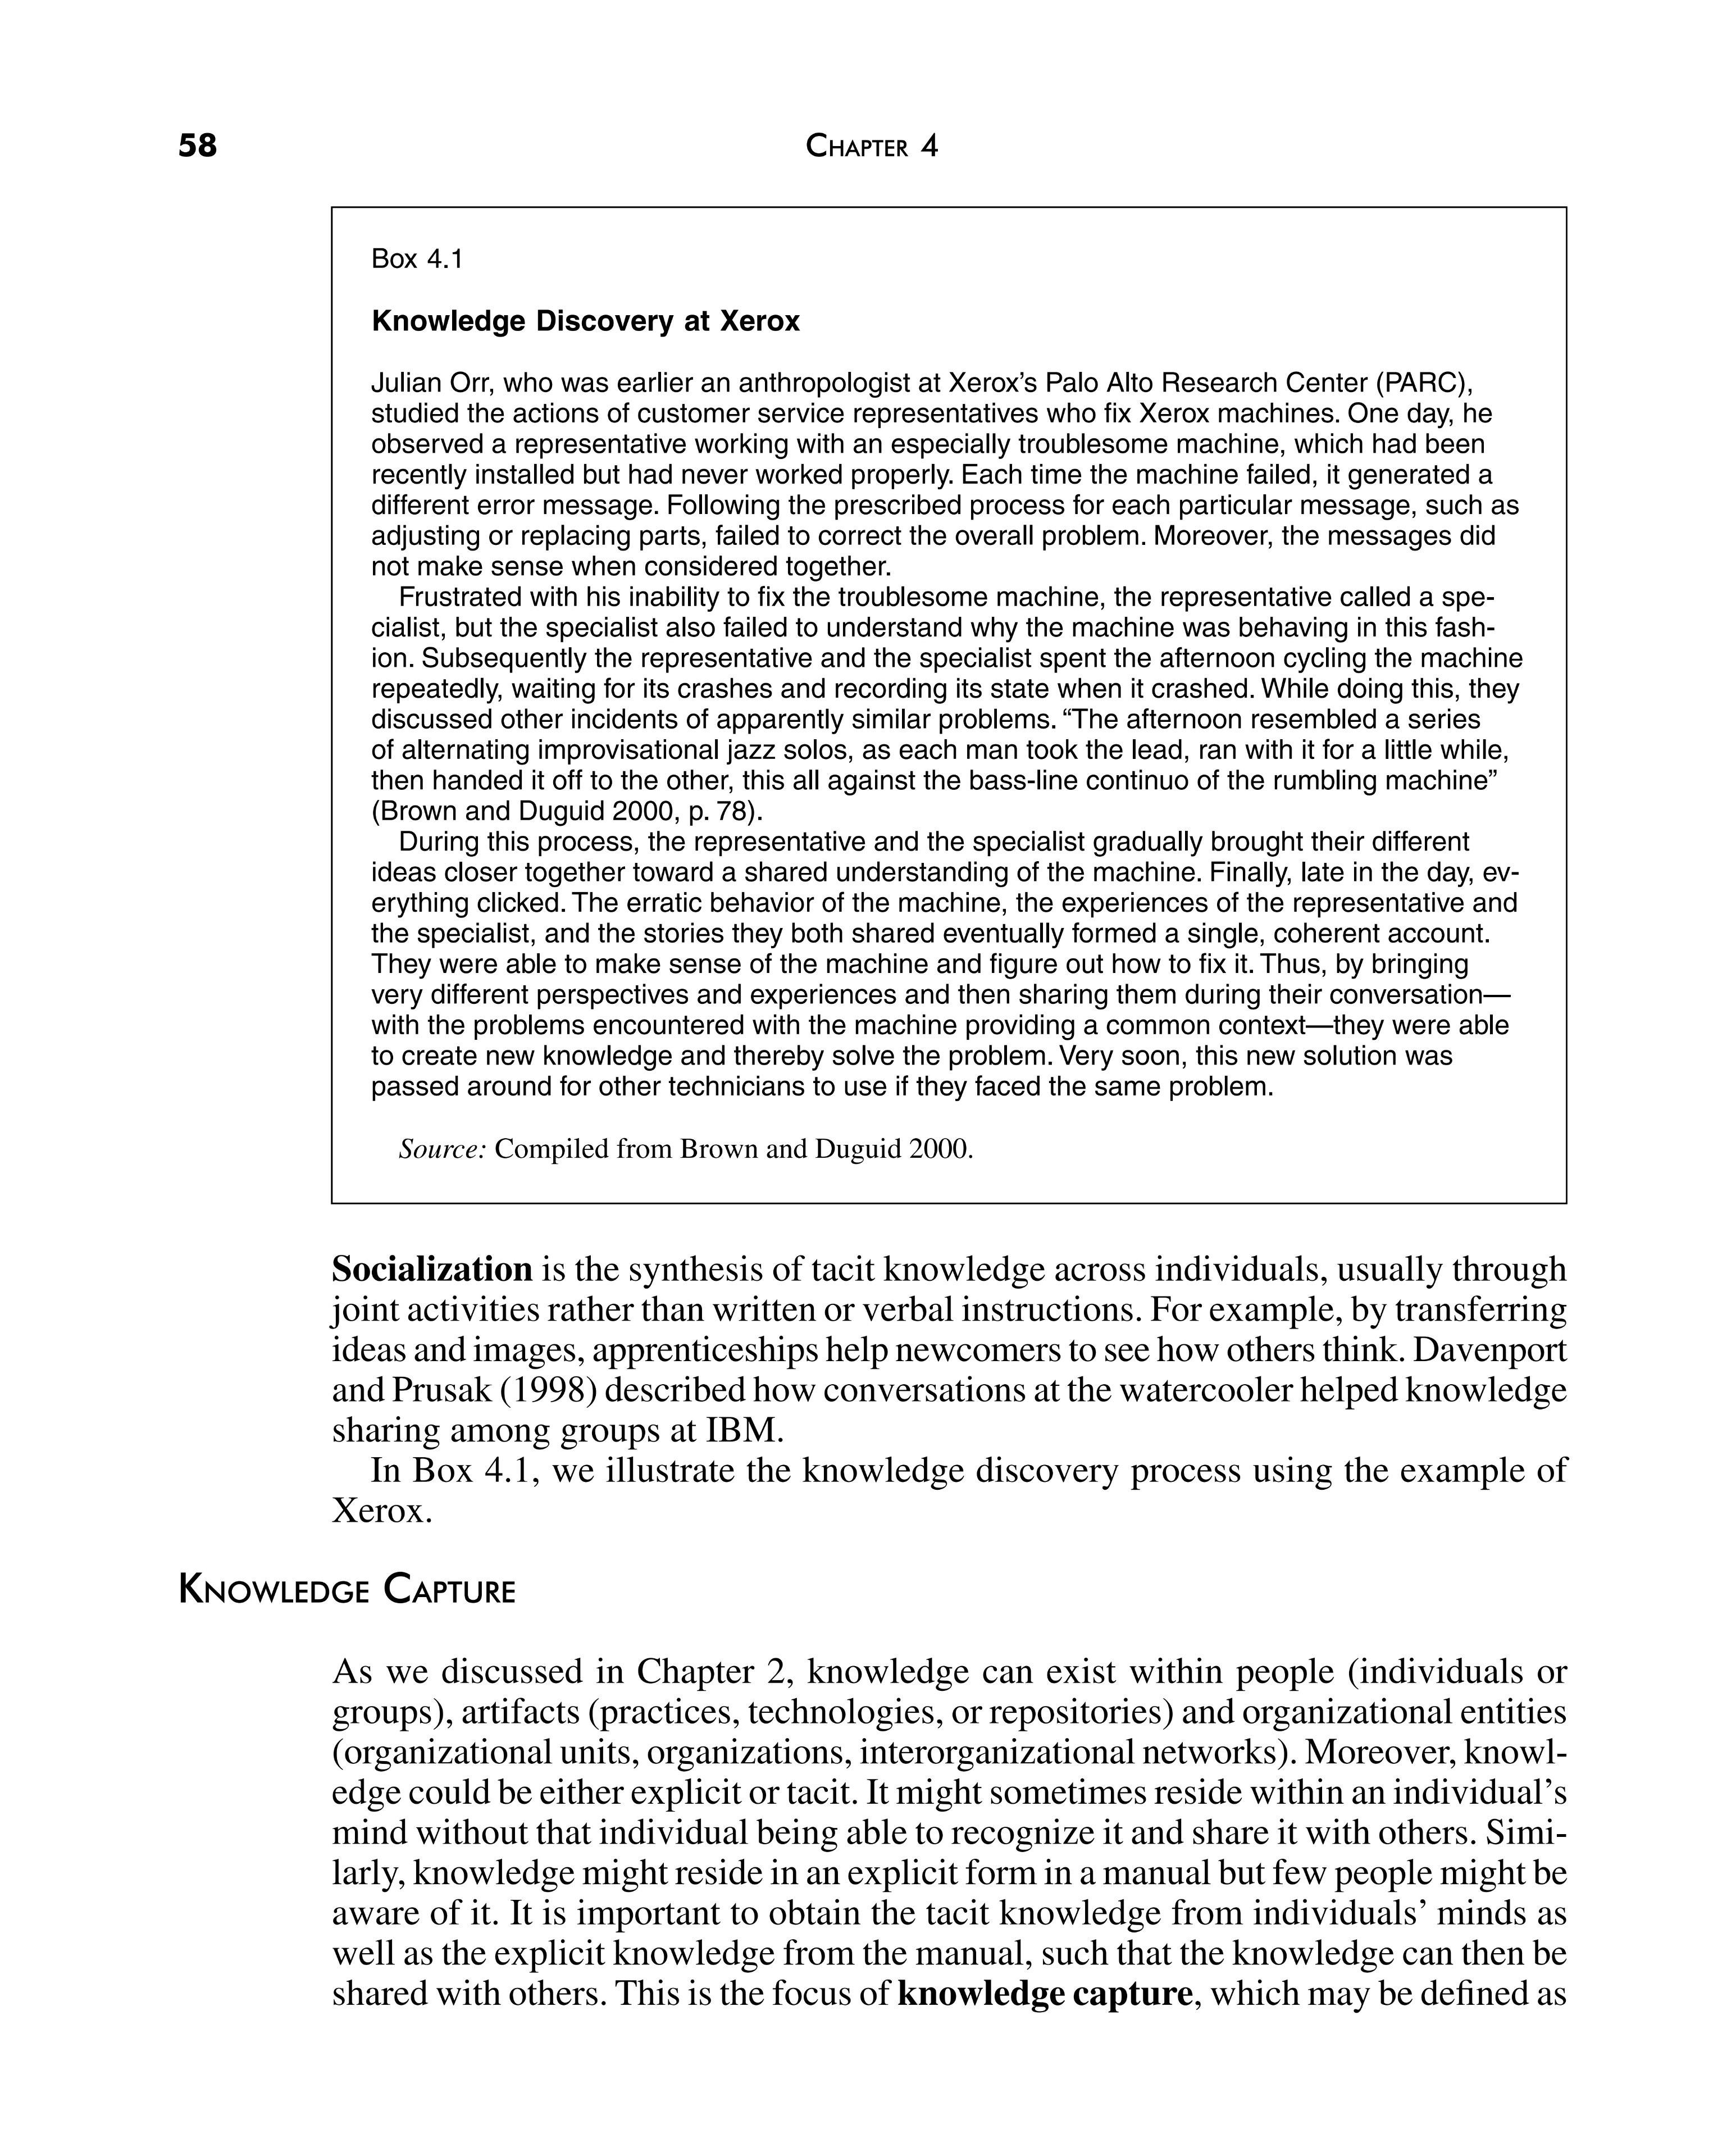 58
Chapter 4
Box 4.1
Knowledge Discovery at Xerox
Julian Orr, who was earlier an anthropologist at Xerox’s Palo Alto Research Center (PARC),
studied the actions of customer service representatives who fix Xerox machines. One day, he
observed a representative working with an especially troublesome machine, which had been
recently installed but had never worked properly. Each time the machine failed, it generated a
different error message. Following the prescribed process for each particular message, such as
adjusting or replacing parts, failed to correct the overall problem. Moreover, the messages did
not make sense when considered together.
Frustrated with his inability to fix the troublesome machine, the representative called a spe-
cialist, but the specialist also failed to understand why the machine was behaving in this fash-
ion. Subsequently the representative and the specialist spent the afternoon cycling the machine
repeatedly, waiting for its crashes and recording its state when it crashed. While doing this, they
discussed other incidents of apparently similar problems. “The afternoon resembled a series
of alternating improvisational jazz solos, as each man took the lead, ran with it for a little while,
then handed it off to the other, this all against the bass-line continuo of the rumbling machine”
(Brown and Duguid 2000, p. 78).
During this process, the representative and the specialist gradually brought their different
ideas closer together toward a shared understanding of the machine. Finally, late in the day, ev-
erything clicked. The erratic behavior of the machine, the experiences of the representative and
the specialist, and the stories they both shared eventually formed a single, coherent account.
They were able to make sense of the machine and figure out how to fix it. Thus, by bringing
very different perspectives and experiences and then sharing them during their conversation—
with the problems encountered with the machine providing a common context—they were able
to create new knowledge and thereby solve the problem. Very soon, this new solution was
passed around for other technicians to use if they faced the same problem.
Source: Compiled from Brown and Duguid 2000.
Socialization is the synthesis of tacit knowledge across individuals, usually through
joint activities rather than written or verbal instructions. For example, by transferring
ideas and images, apprenticeships help newcomers to see how others think. Davenport
and Prusak (1998) described how conversations at the watercooler helped knowledge
sharing among groups at IBM.
In Box 4.1, we illustrate the knowledge discovery process using the example of
Xerox.
Knowledge Capture
As we discussed in Chapter 2, knowledge can exist within people (individuals or
groups), artifacts (practices, technologies, or repositories) and organizational entities
(organizational units, organizations, interorganizational networks). Moreover, knowl-
edge could be either explicit or tacit. It might sometimes reside within an individual’s
mind without that individual being able to recognize it and share it with others. Simi-
larly, knowledge might reside in an explicit form in a manual but few people might be
aware of it. It is important to obtain the tacit knowledge from individuals’ minds as
well as the explicit knowledge from the manual, such that the knowledge can then be
shared with others. This is the focus of knowledge capture, which may be defined as